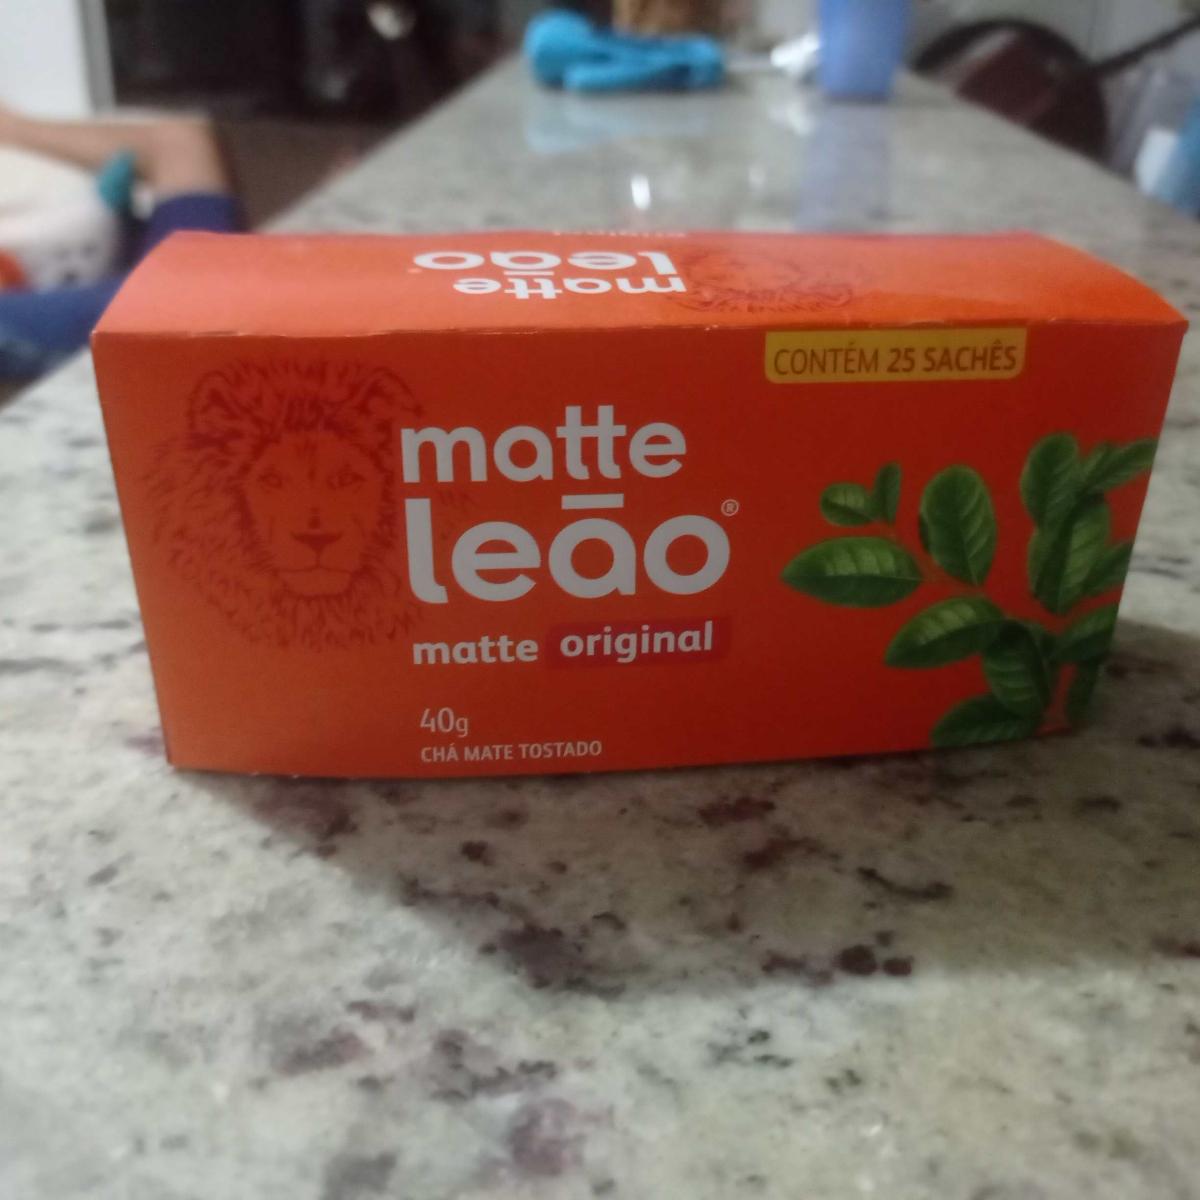 matte
leão
CONTÉM 25 SACHÊS
matte
leão®
matte original
40g
CHÁ MATE TOSTADO